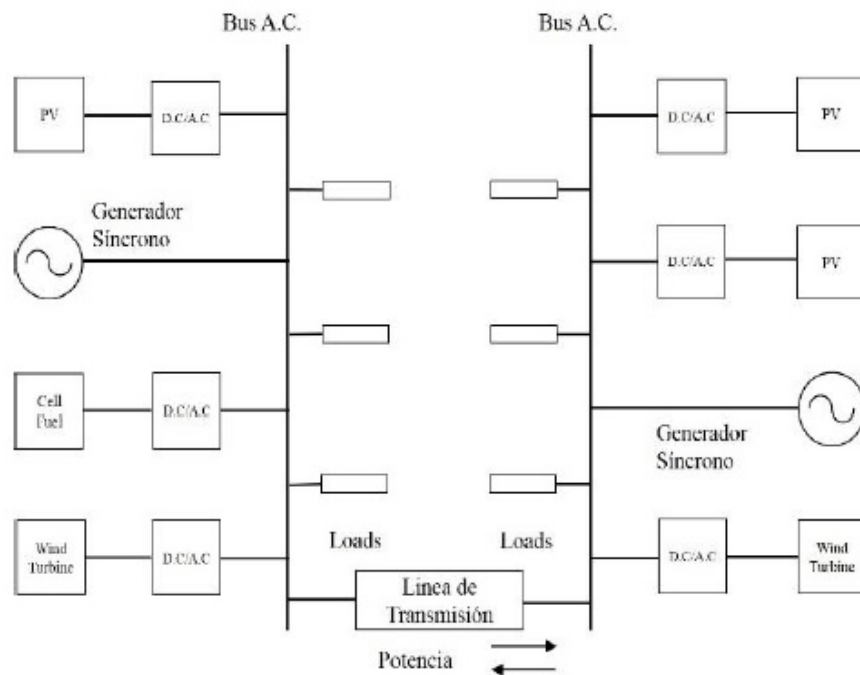 Bus A.C.
Bus A.C.
PV
D.C/A.C
D.C/A.C
PV
Generador
Síncrono
D.C/A.C
PV
Cell
Fuel
D.C/A.C
Generador
Síncrono
Wind
Turbine
D.C/A.C
Loads
Loads
D.C/A.C
Wind
Turbine
Línea de
Transmisión
Potencia